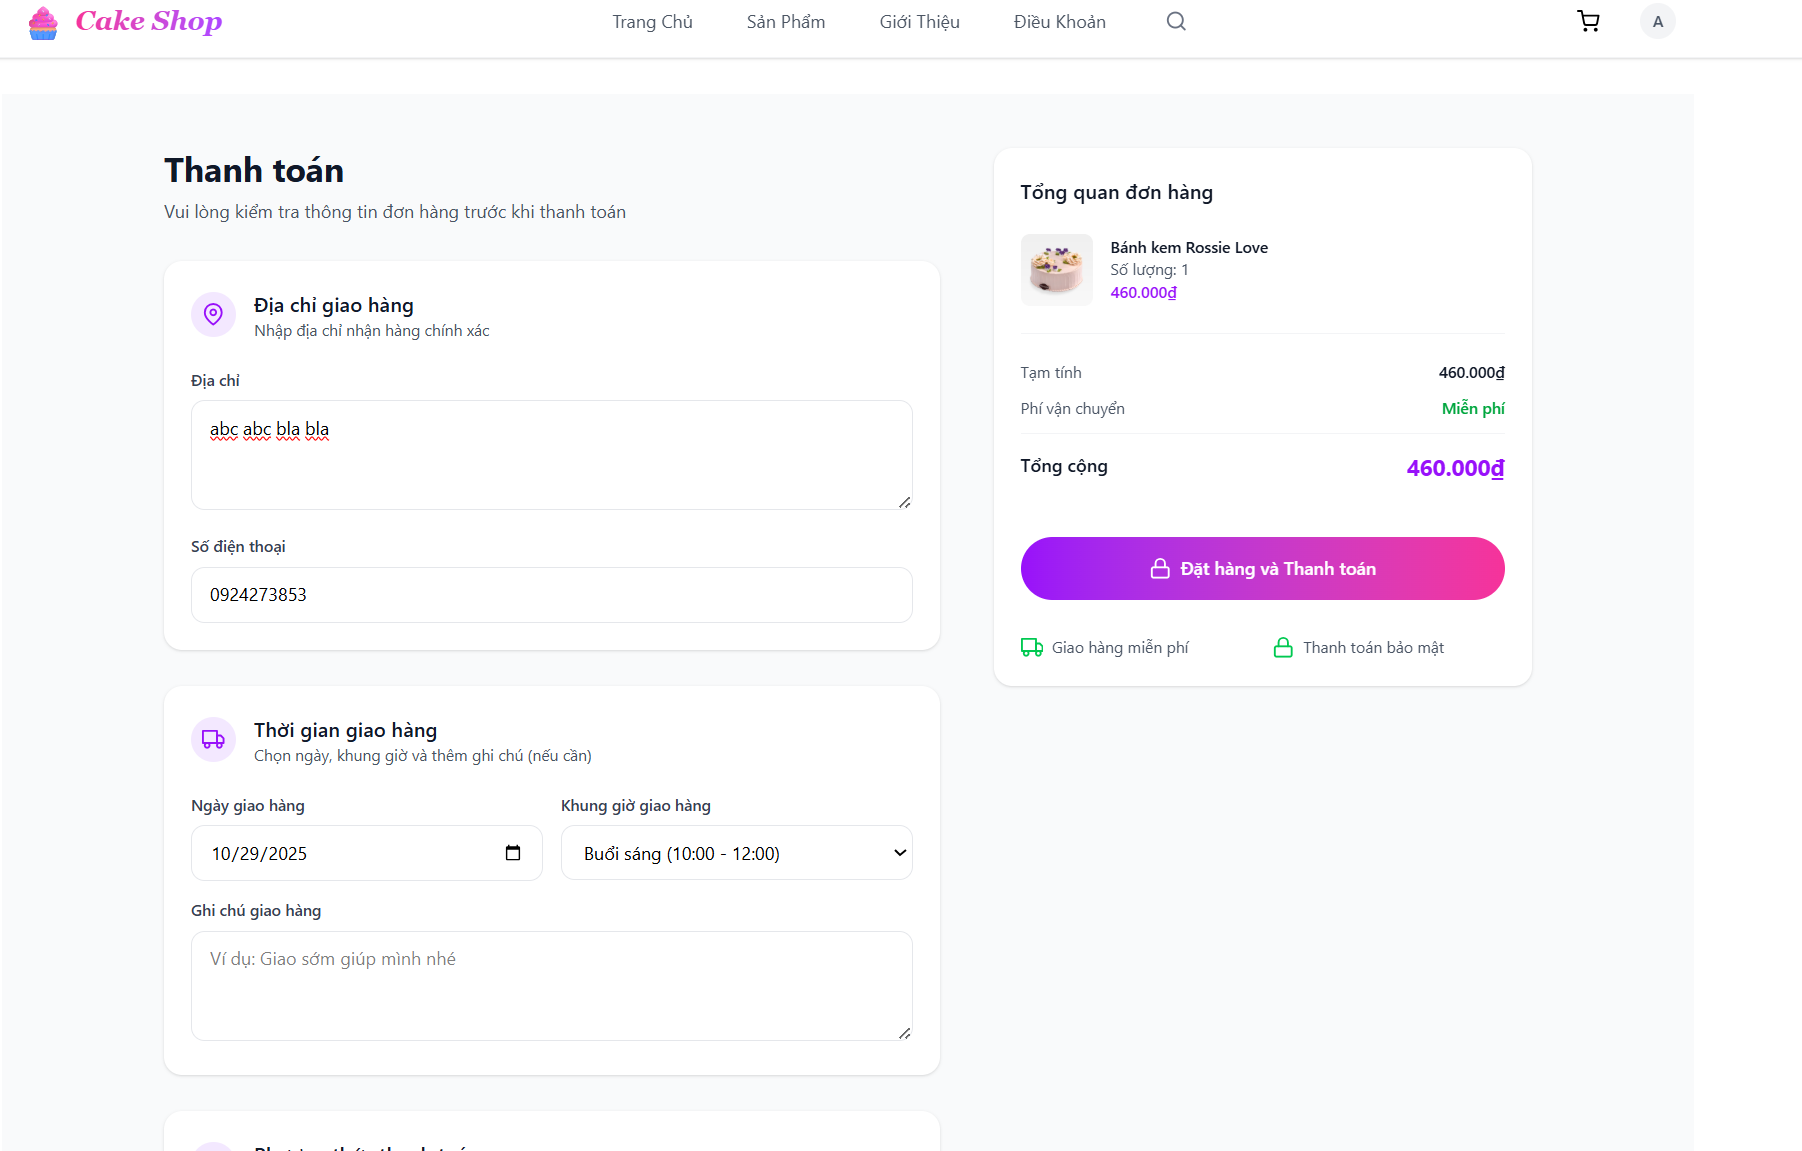 Cake Shop
Trang Chủ
Sản Phẩm
Giới Thiệu
Điều Khoản
A
Thanh toán
Vui lòng kiểm tra thông tin đơn hàng trước khi thanh toán
Địa chỉ giao hàng
Nhập địa chỉ nhận hàng chính xác
Địa chỉ
abc abc bla bla
Số điện thoại
0924273853
Thời gian giao hàng
Chọn ngày, khung giờ và thêm ghi chú (nếu cần)
Ngày giao hàng
Khung giờ giao hàng
10/29/2025
Buổi sáng (10:00 - 12:00)
Ghi chú giao hàng
Ví dụ: Giao sớm giúp mình nhé
Tổng quan đơn hàng
Bánh kem Rossie Love
Số lượng: 1
460.000₫
Tạm tính
460.000₫
Phí vận chuyển
Miễn phí
Tổng cộng
460.000₫
Đặt hàng và Thanh toán
Giao hàng miễn phí
Thanh toán bảo mật